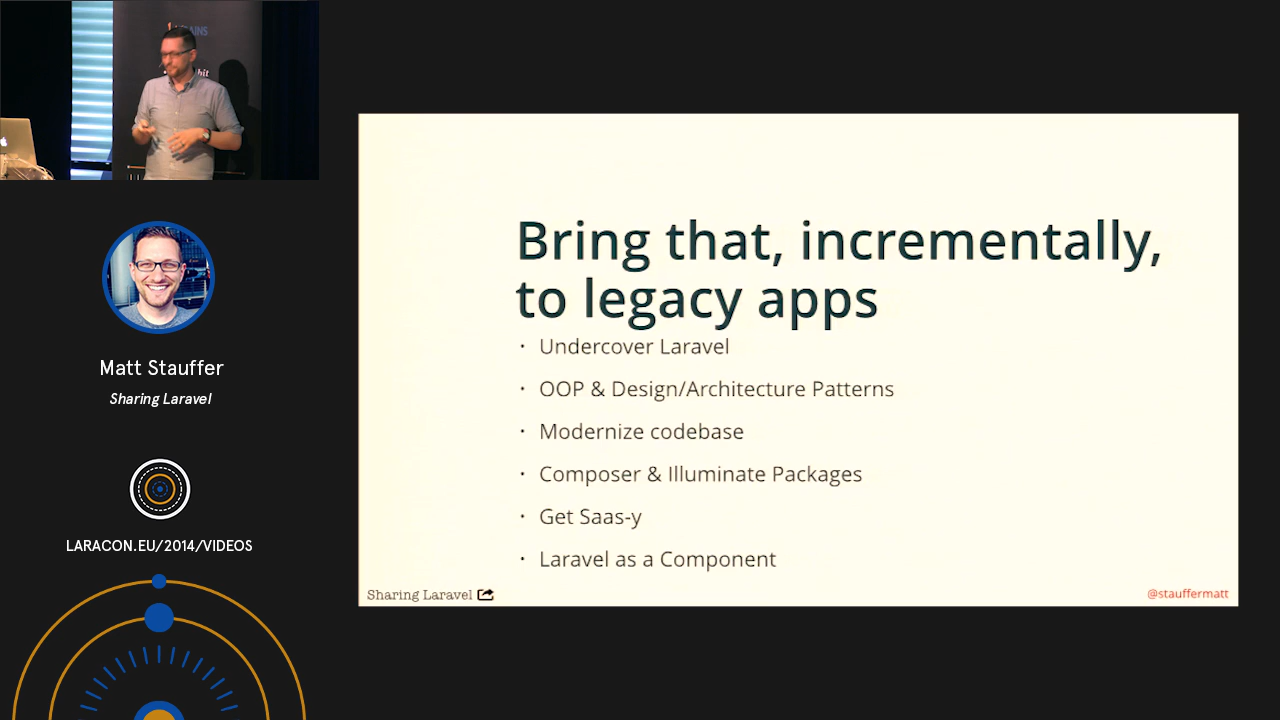 Matt Stauffer
Sharing Laravel
LARACON.EU/2014/VIDEOS
Bring that, incrementally,
to legacy apps
· Undercover Laravel
· OOP & Design/Architecture Patterns
· Modernize codebase
· Composer & Illuminate Packages
· Get Saas-y
· Laravel as a Component
Sharing Laravel
@stauffermatt